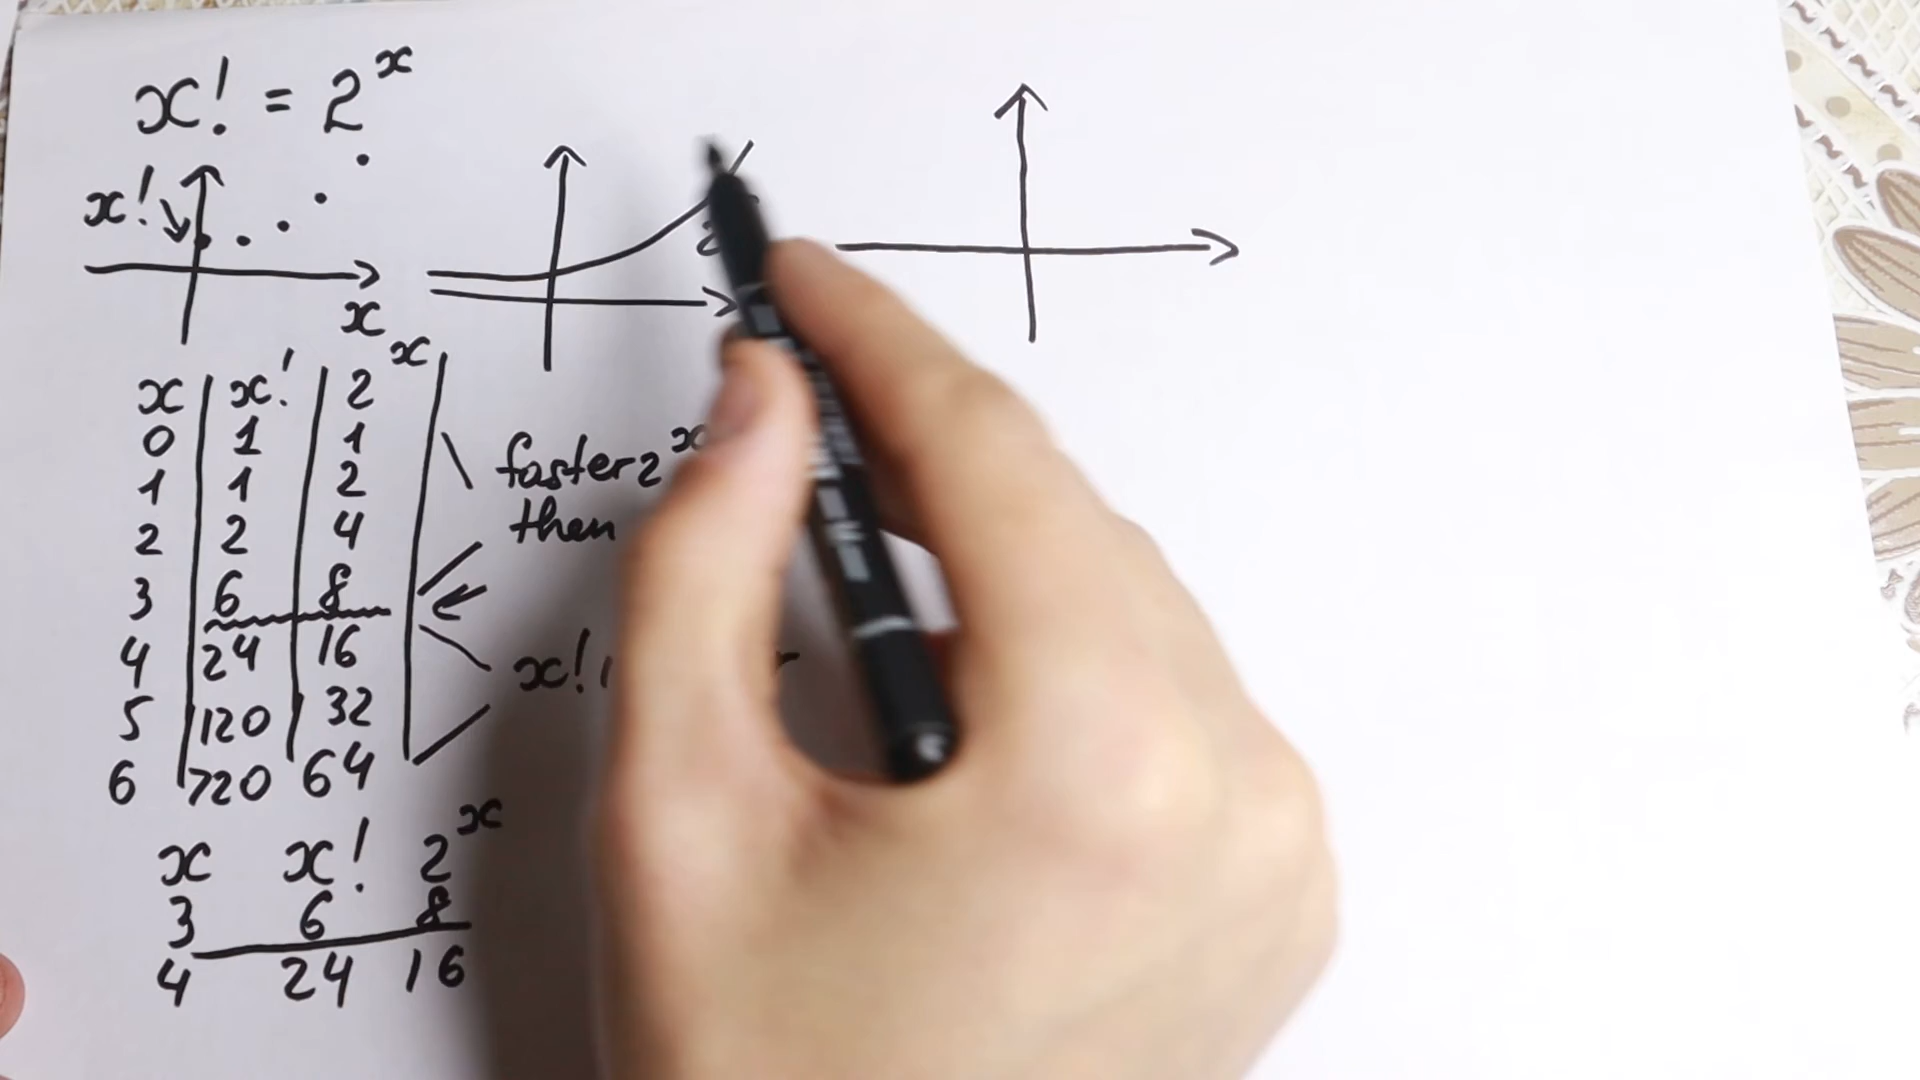 x! = 2^x
x!
x
x x! 2^x
0 1 1
1 1 2
2 2 4
3 6 8
4 24 16
5 120 32
6 720 64
faster 2^x
then
x!
x x! 2^x
3 6 8
4 24 16